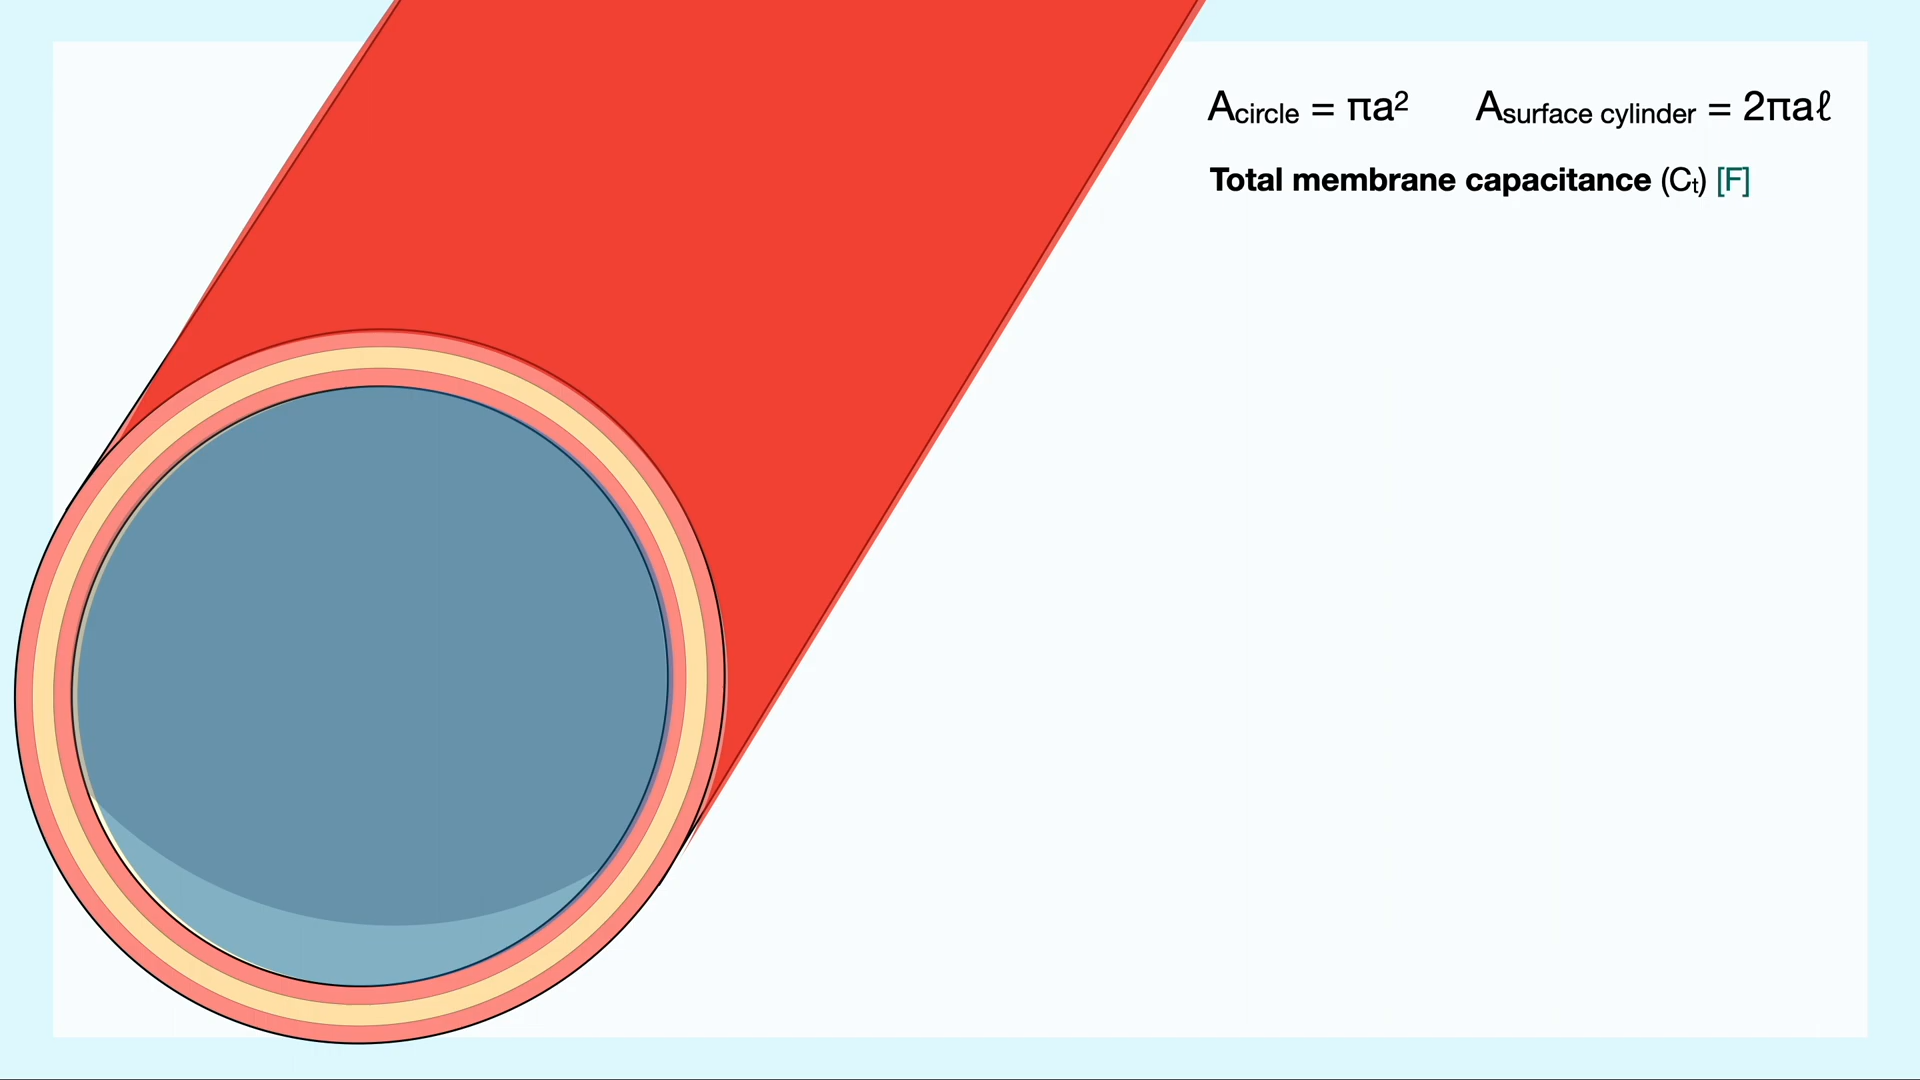 Acircle = πa² Asurface cylinder = 2πaℓ
Total membrane capacitance (Cₜ) [F]